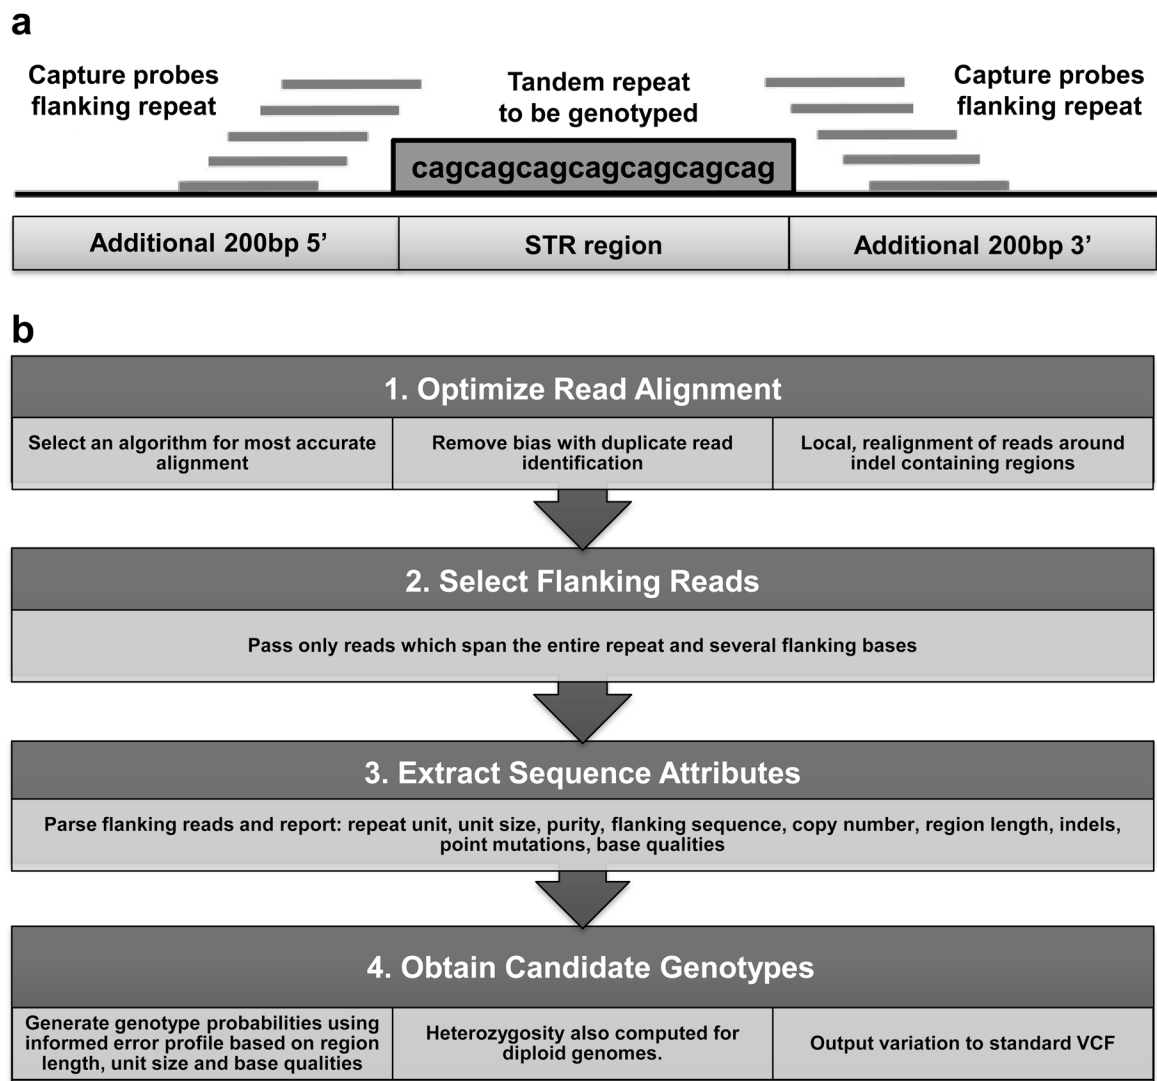 a
Capture probes
flanking repeat
Tandem repeat
to be genotyped
Capture probes
flanking repeat
cagcagcagcagcagcagcag
Additional 200bp 5’
STR region
Additional 200bp 3’
b
1. Optimize Read Alignment
Select an algorithm for most accurate
alignment
Remove bias with duplicate read
identification
Local, realignment of reads around
indel containing regions
2. Select Flanking Reads
Pass only reads which span the entire repeat and several flanking bases
3. Extract Sequence Attributes
Parse flanking reads and report: repeat unit, unit size, purity, flanking sequence, copy number, region length, indels,
point mutations, base qualities
4. Obtain Candidate Genotypes
Generate genotype probabilities using
informed error profile based on region
length, unit size and base qualities
Heterozygosity also computed for
diploid genomes.
Output variation to standard VCF